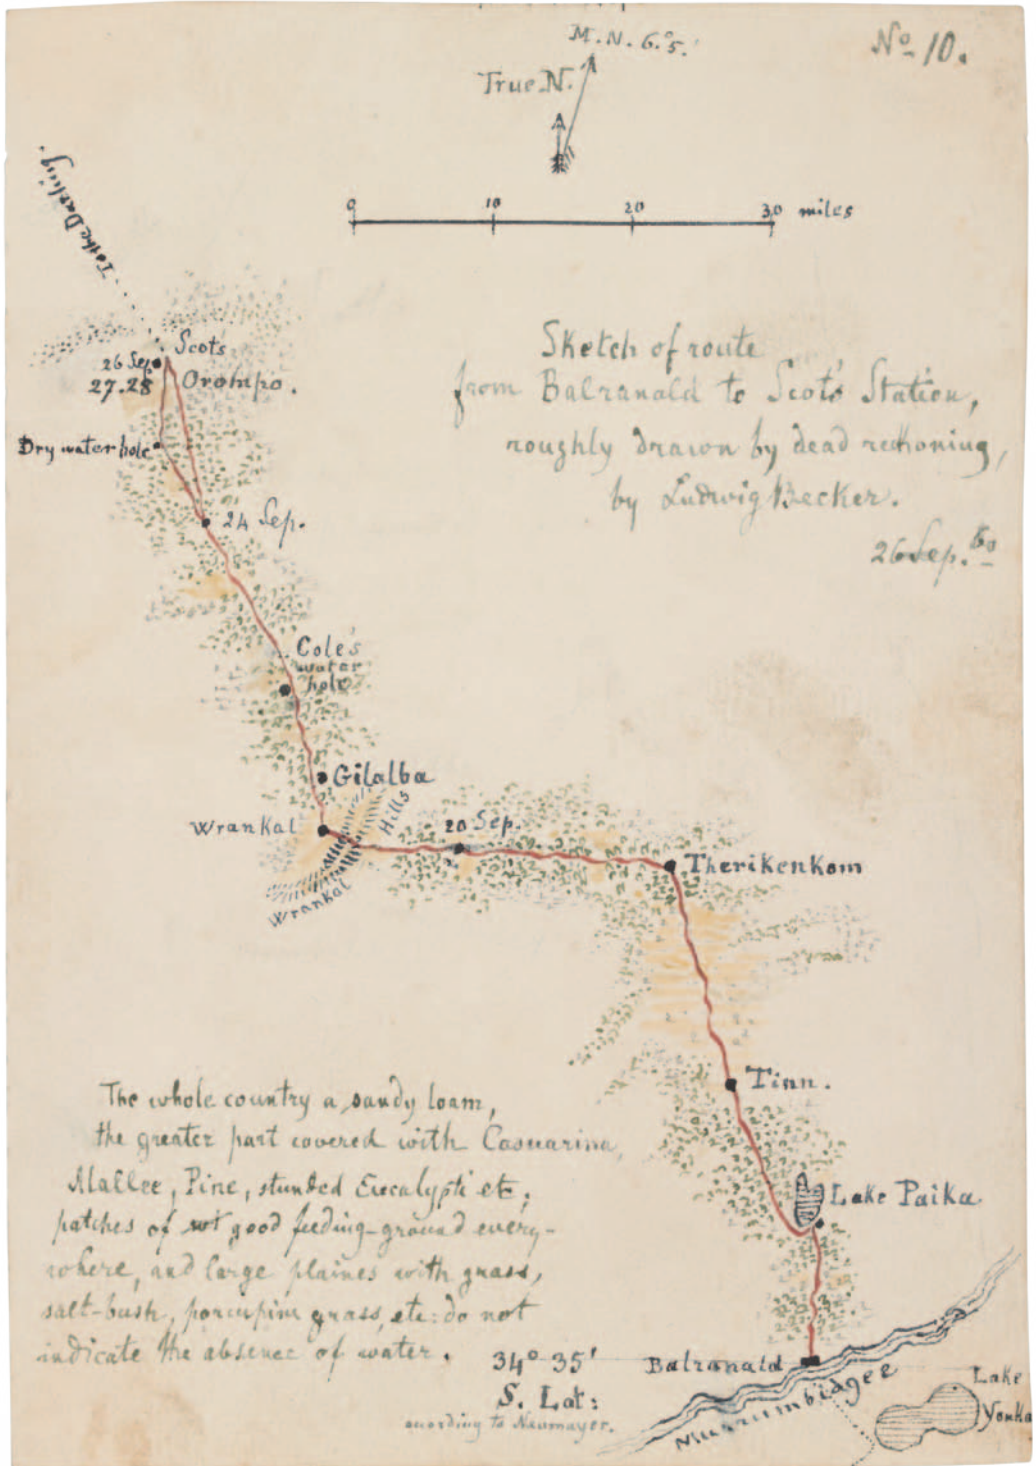 M. N. 6.°5.'
No 10.
True N.
To the Darling.
0 10 20 30 miles
Scot's
26 Sep.
27.28
Orompo.
Sketch of route
from Balranald to Scot's Station,
roughly drawn by dead reckoning,
by Ludwig Becker.
26 Sep. 60
Dry water hole
24 Sep.
Cole's
water
hole
Gilalba
Wrankal
Hills
Wrankal
20 Sep.
Therikenkom
Tinn.
Lake Paika
The whole country a sandy loam,
the greater part covered with Casuarina,
Mallee, Pine, stunded Eucalypti etc;
patches of good feeding-ground every-
where, and large plaines with grass,
salt-bush, porcupine grass, etc: do not
indicate the absence of water.
34° 35'
S. Lat:
acording to Neumayer.
Balranald
Murrumbidgee
Lake
Yonka